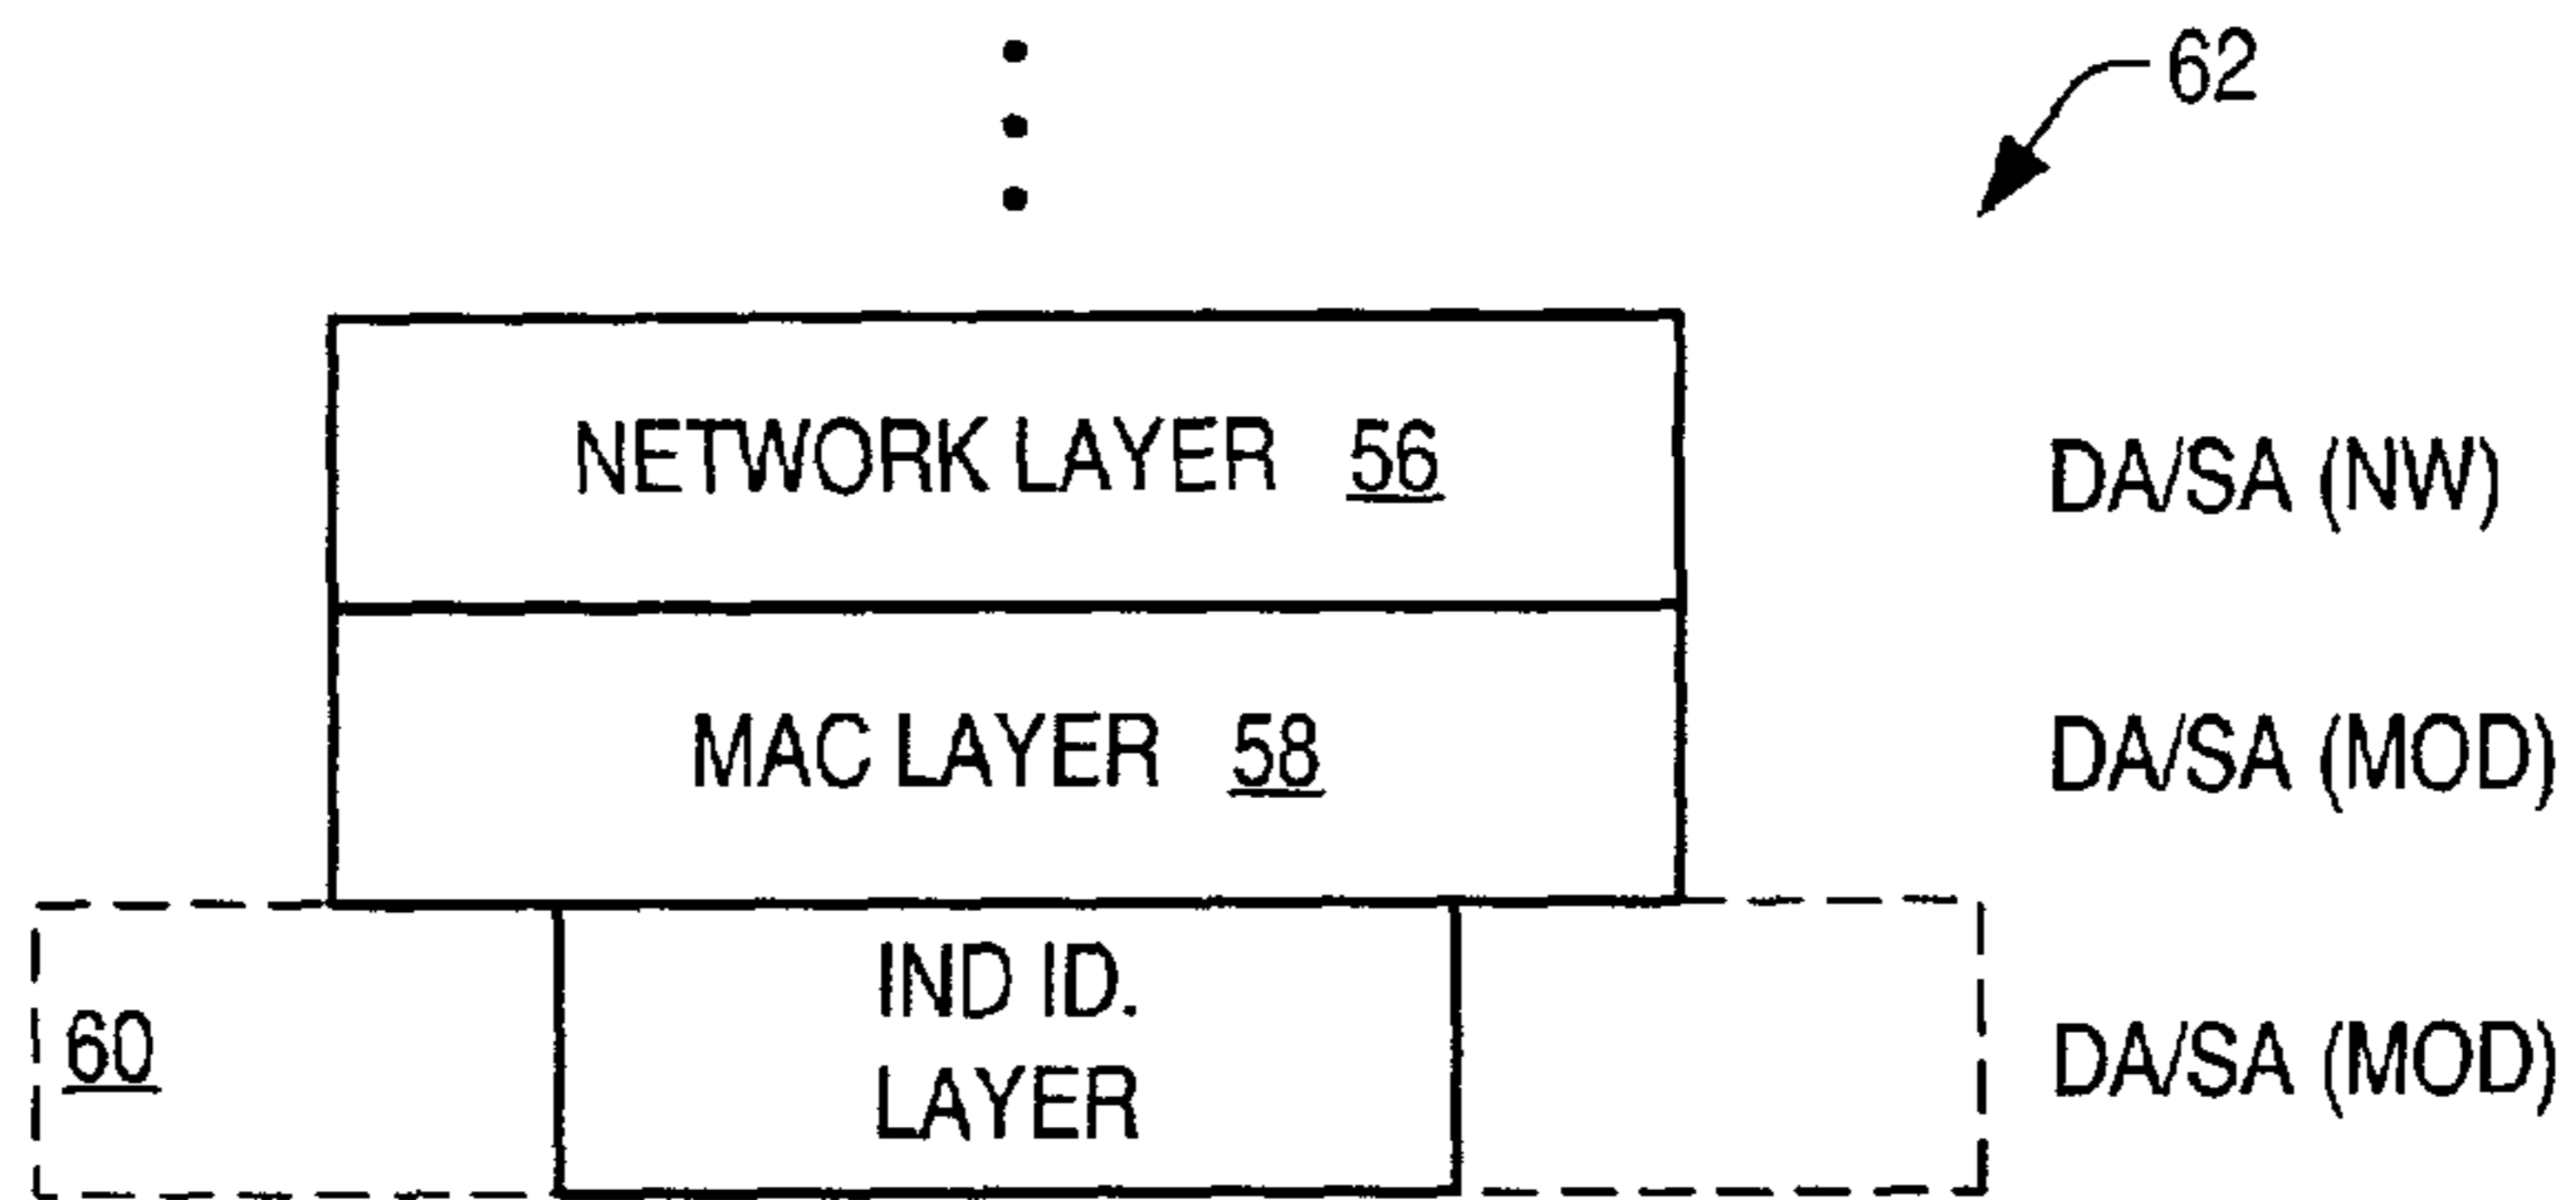 62
NETWORK LAYER 56 DA/SA (NW)
MAC LAYER 58 DA/SA (MOD)
IND ID.
60 LAYER DA/SA (MOD)